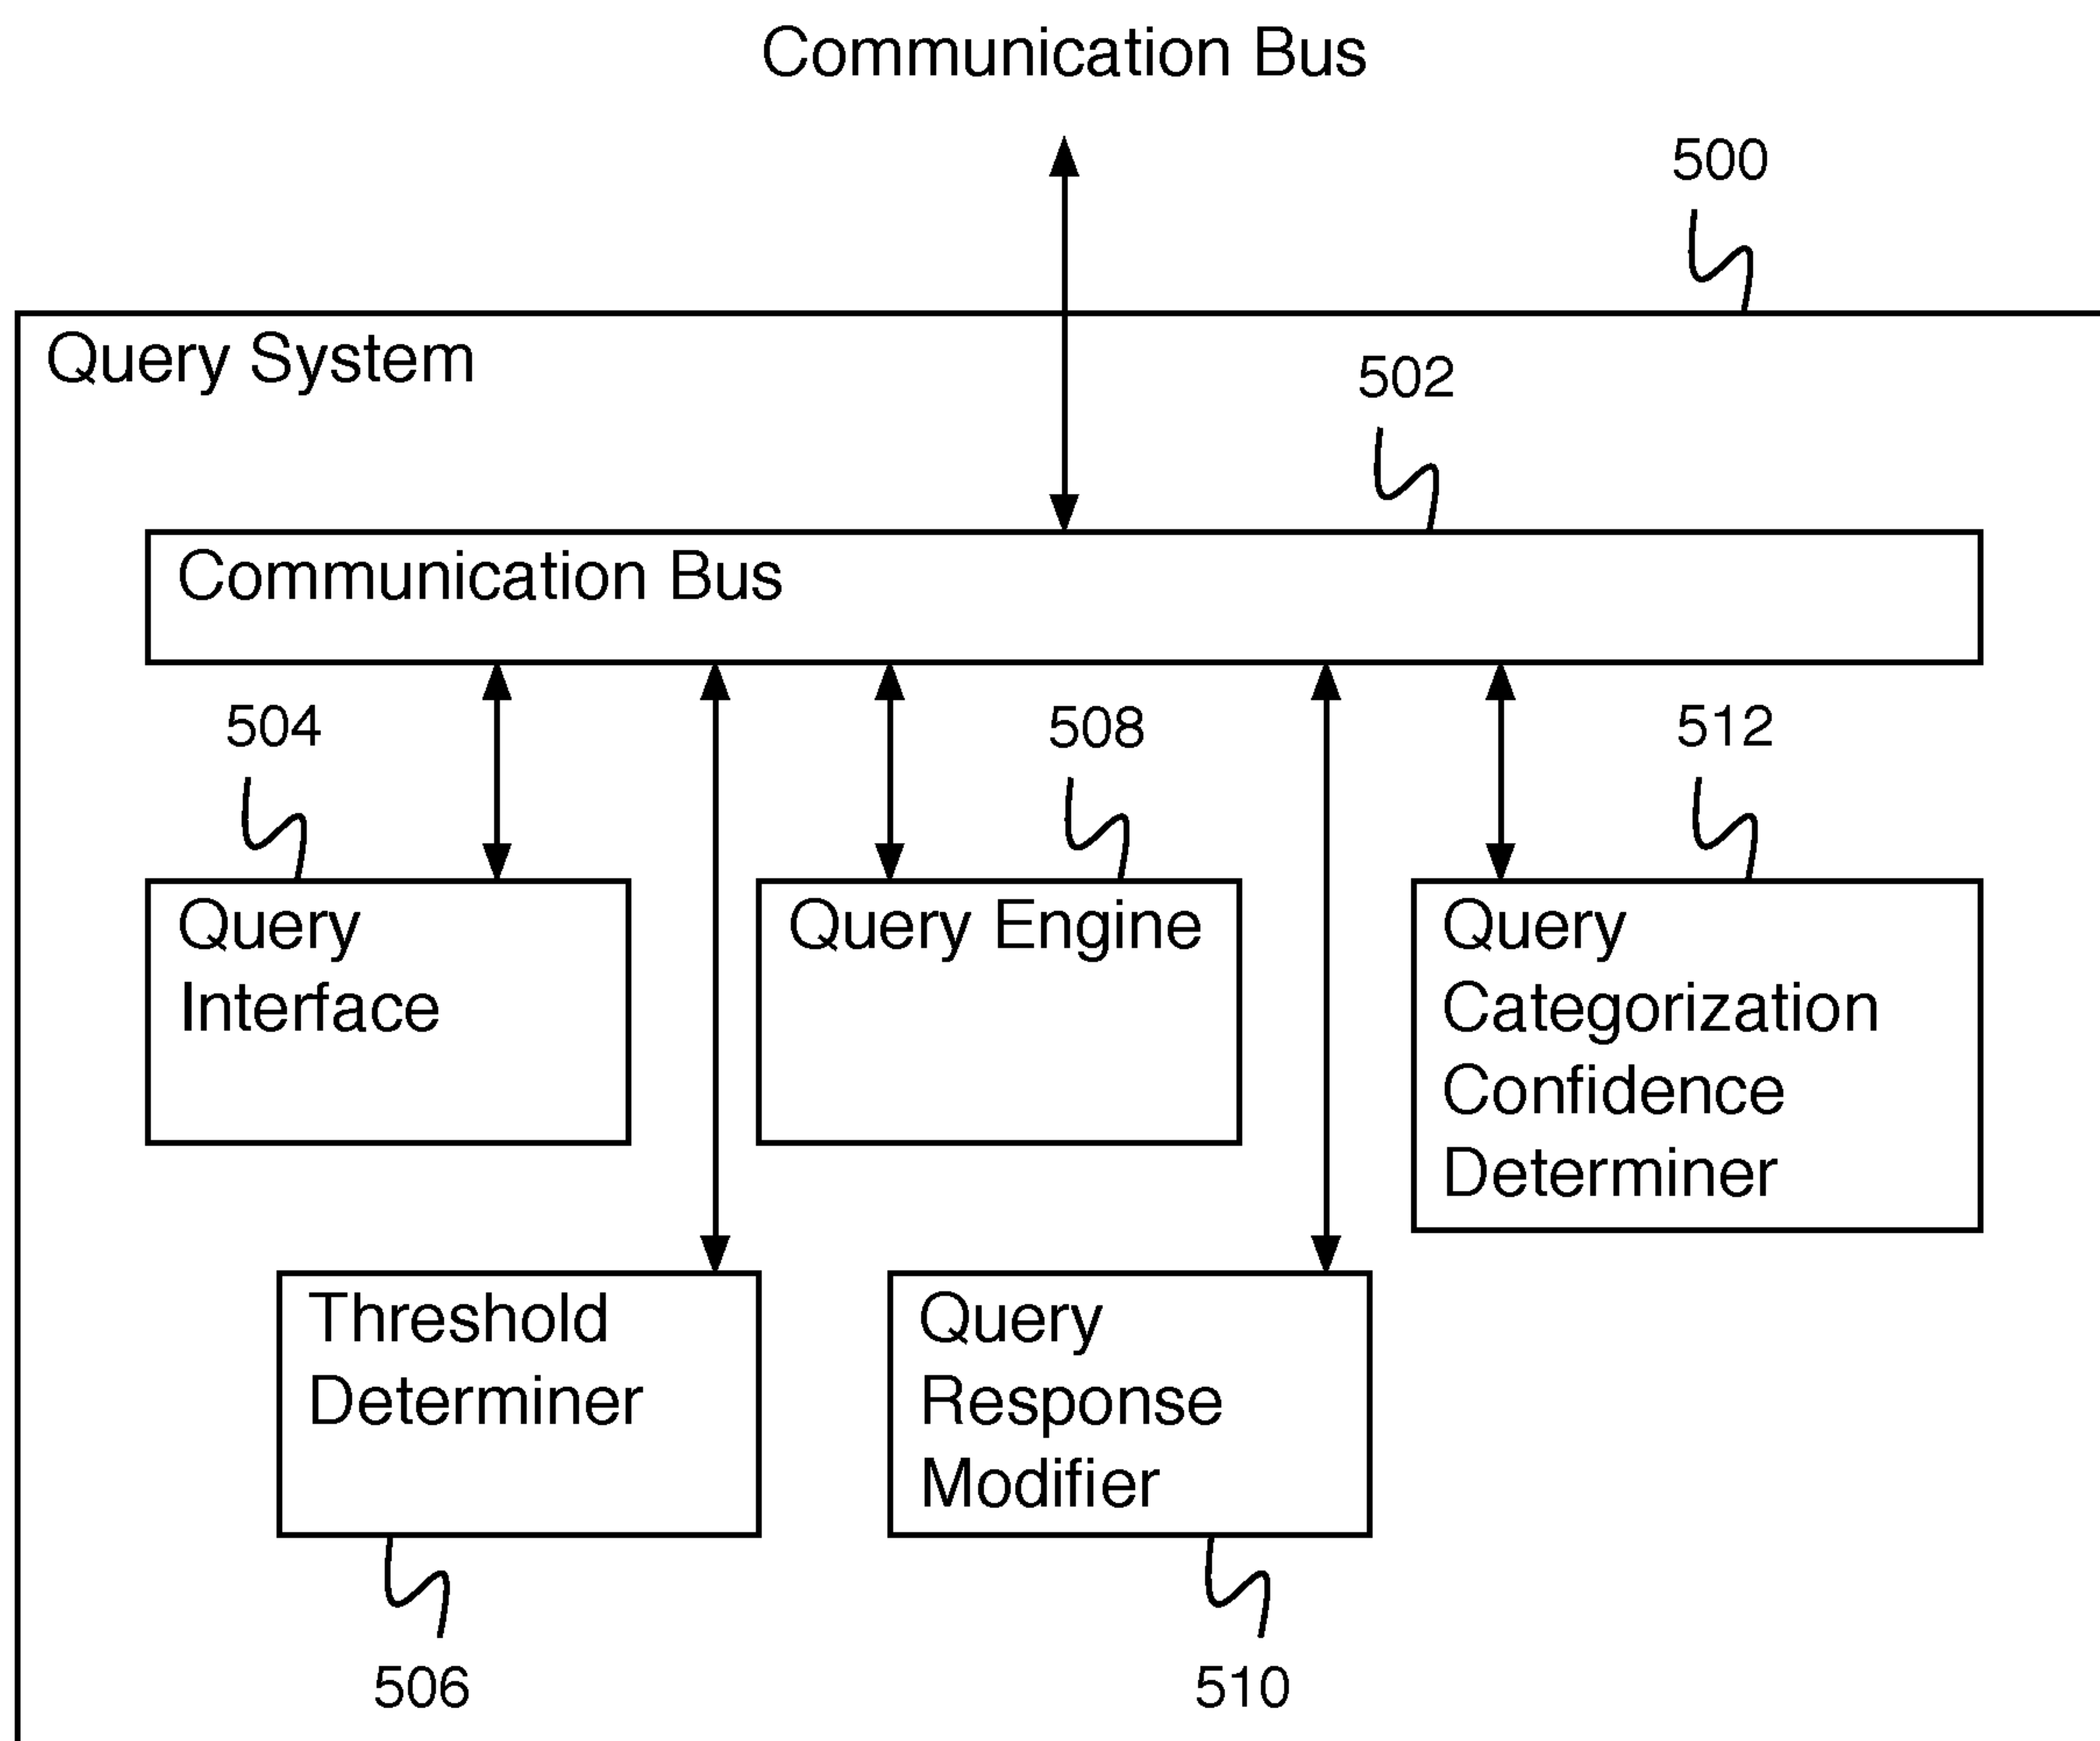 Communication Bus
500
Query System
502
Communication Bus
504
508
512
Query
Interface
Query Engine
Query
Categorization
Confidence
Determiner
Threshold
Determiner
Query
Response
Modifier
506
510